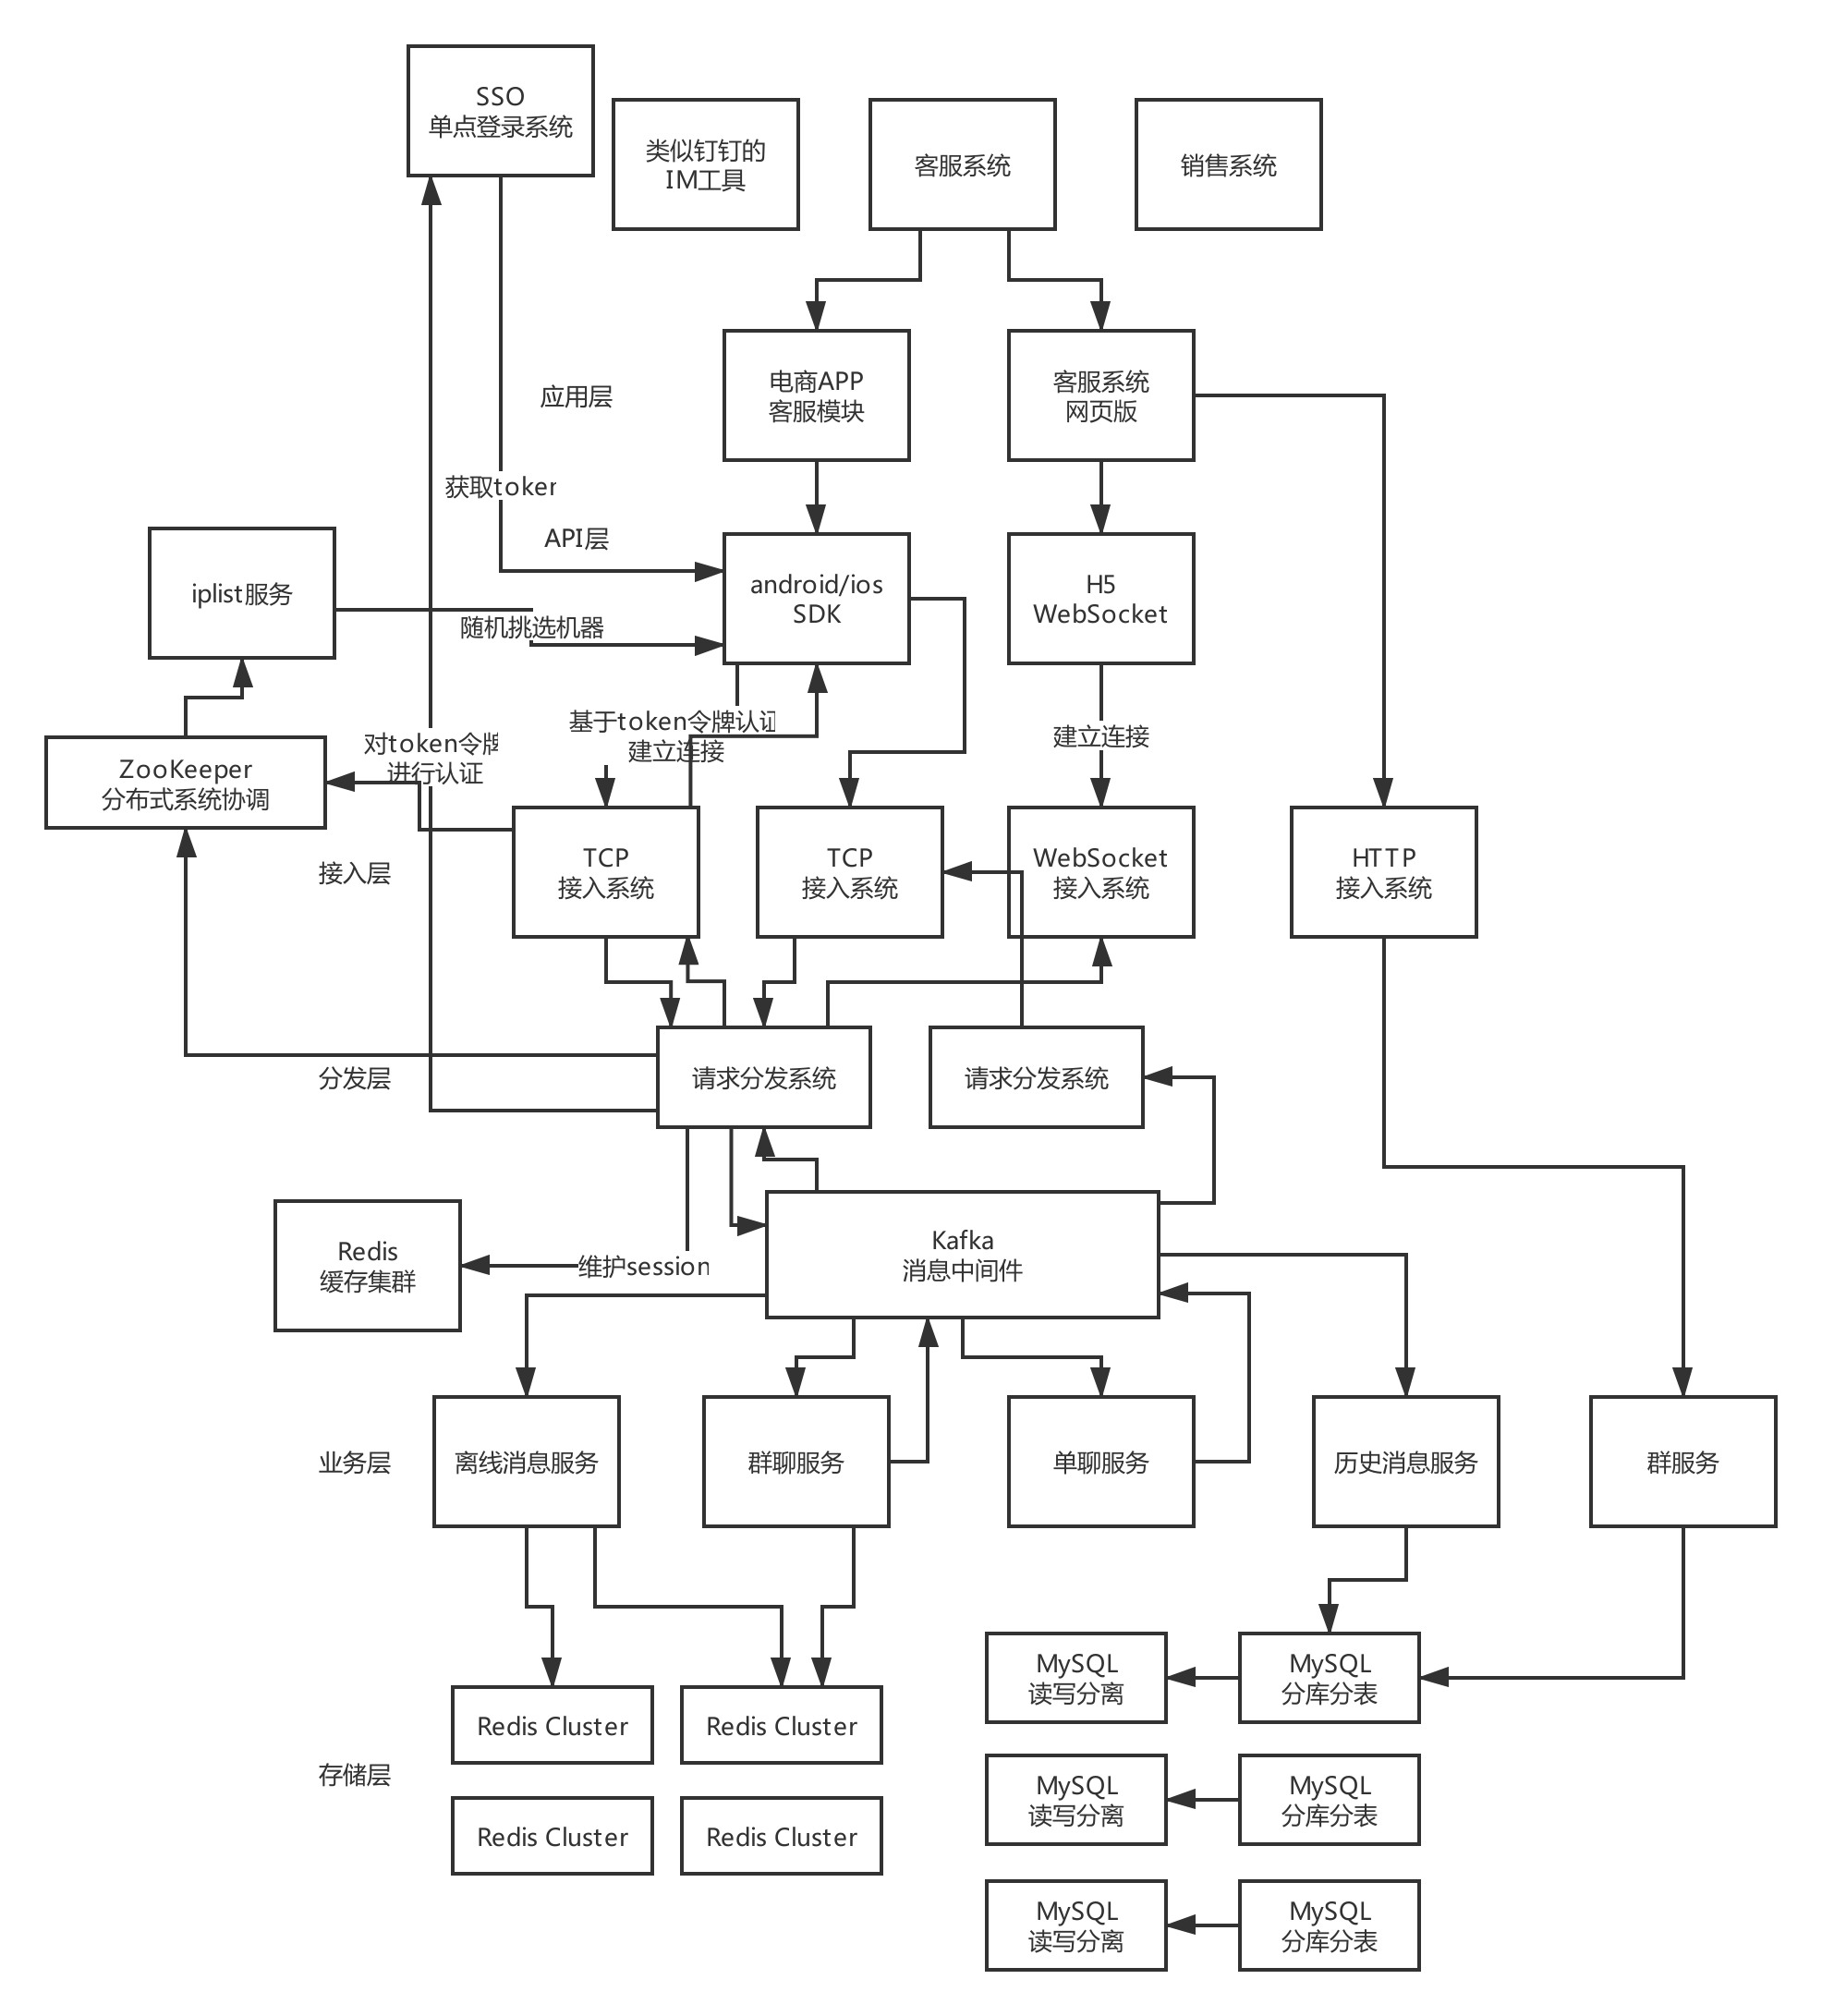 SSO
单点登录系统
类似钉钉的
IM工具
客服系统
销售系统
应用层
电商APP
客服模块
客服系统
网页版
获取token
API层
iplist服务
随机挑选机器
android/ios
SDK
H5
WebSocket
ZooKeeper
分布式系统协调
对token令牌
进行认证
基于token令牌认证
建立连接
建立连接
接入层
TCP
接入系统
TCP
接入系统
WebSocket
接入系统
HTTP
接入系统
分发层
请求分发系统
请求分发系统
Redis
缓存集群
维护session
Kafka
消息中间件
业务层
离线消息服务
群聊服务
单聊服务
历史消息服务
群服务
存储层
Redis Cluster
Redis Cluster
Redis Cluster
Redis Cluster
MySQL
读写分离
MySQL
分库分表
MySQL
读写分离
MySQL
分库分表
MySQL
读写分离
MySQL
分库分表